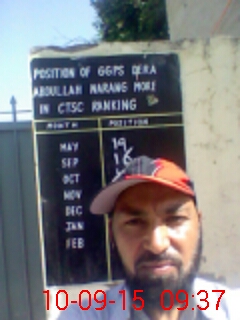 POSITION OF GGPS DERA
ABDULLAH NARANG MORE
IN CTSC RANKING
MONTH POSITION
MAY 19
SEP 16
OCT
NOV
DEC
JAN
FEB
10-09-15 09:37